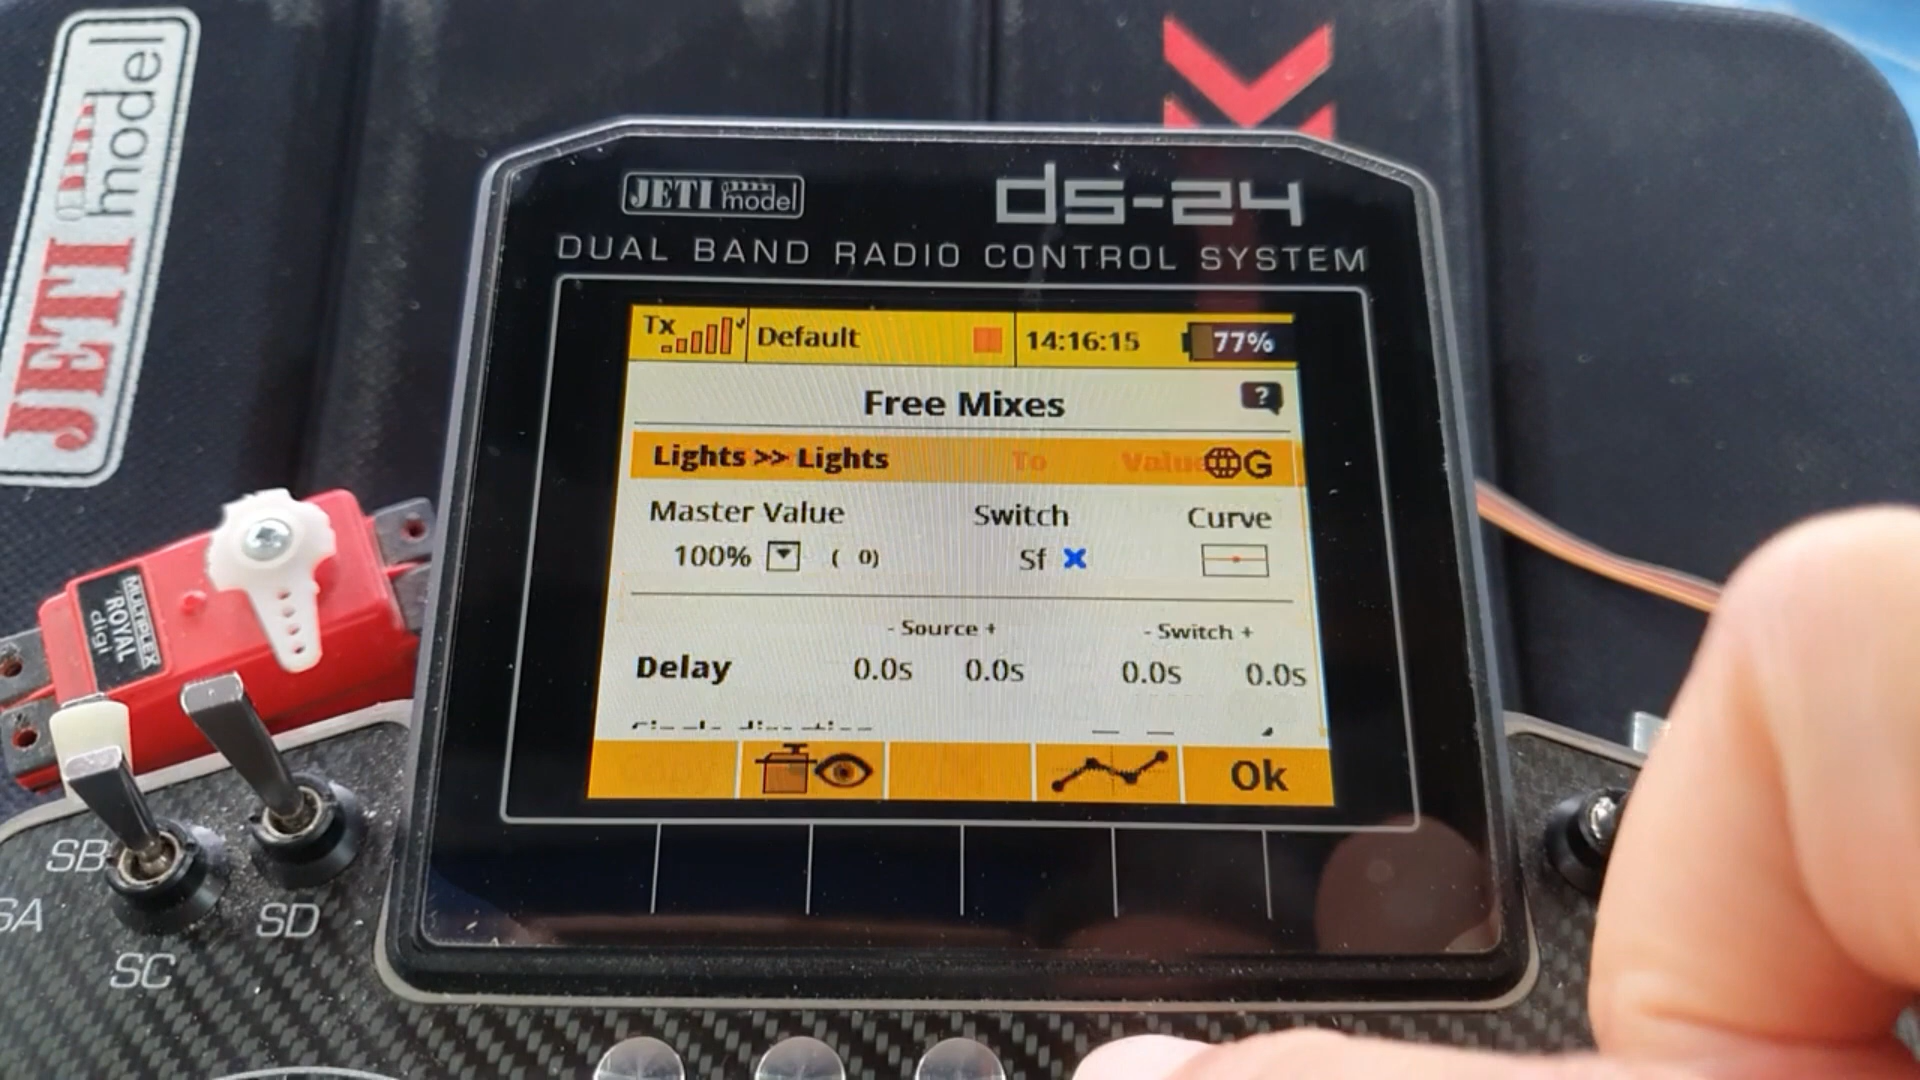 JETI model
JETI model
ds-24
DUAL BAND RADIO CONTROL SYSTEM
Tx
Default
14:16:15
77%
Free Mixes
?
Lights >> Lights To Value G
Master Value Switch Curve
100% ( 0) Sf
- Source + - Switch +
Delay 0.0s 0.0s 0.0s 0.0s
Ok
MULTIPLEX
ROYAL
digi
SB
SA
SC
SD